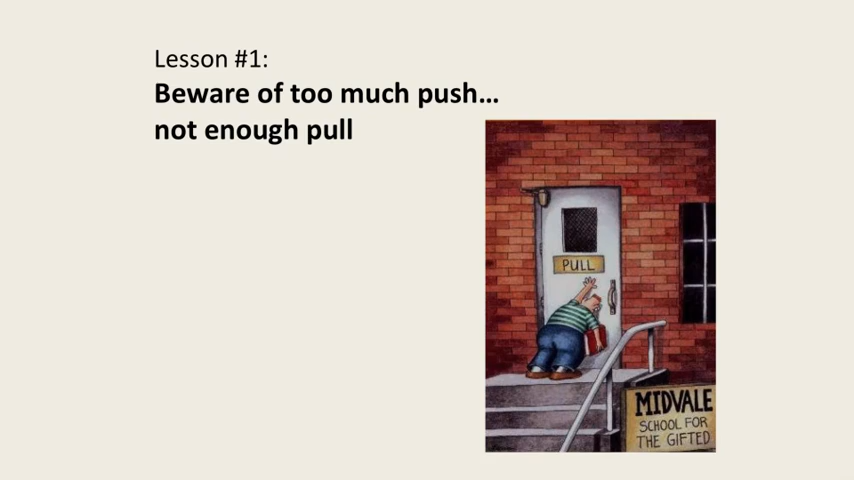 Lesson #1:
Beware of too much push…
not enough pull
PULL
MIDVALE
SCHOOL FOR
THE GIFTED